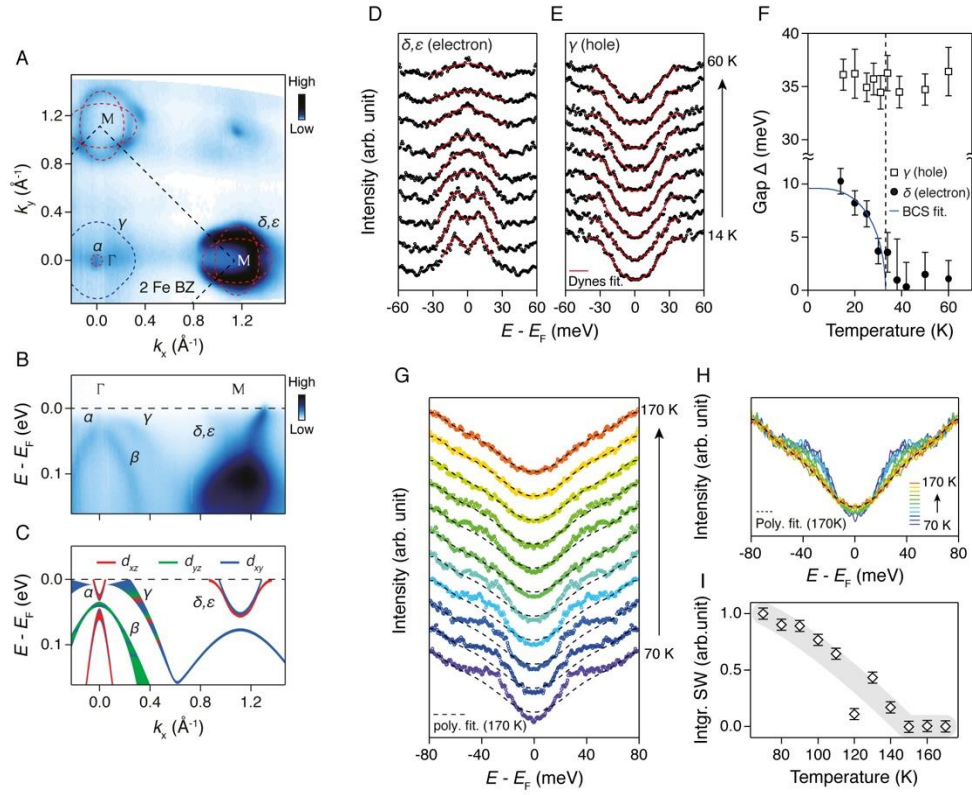 A
High
Low
1.2
0.8
0.4
0.0
k_y (Å⁻¹)
M
γ
α
Γ
δ,ε
M
2 Fe BZ
0.0 0.4 0.8 1.2
k_x (Å⁻¹)
B
Γ M
High
Low
0.0
0.1
E - E_F (eV)
α γ
β
δ,ε
C
d_xz d_yz d_xy
0.0
0.1
E - E_F (eV)
α γ
β
δ,ε
0.0 0.4 0.8 1.2
k_x (Å⁻¹)
D
δ,ε (electron)
Intensity (arb. unit)
-60 -30 0 30 60
E
γ (hole)
60 K
14 K
Dynes fit.
-60 -30 0 30 60
E - E_F (meV)
F
40
35
30
10
5
0
Gap Δ (meV)
γ (hole)
δ (electron)
BCS fit.
0 20 40 60
Temperature (K)
G
170 K
70 K
poly. fit. (170 K)
Intensity (arb. unit)
-80 -40 0 40 80
E - E_F (meV)
H
Intensity (arb. unit)
170 K
70 K
Poly. fit. (170K)
-80 -40 0 40 80
E - E_F (meV)
I
Intgr. SW (arb.unit)
1.0
0.5
0.0
80 100 120 140 160
Temperature (K)